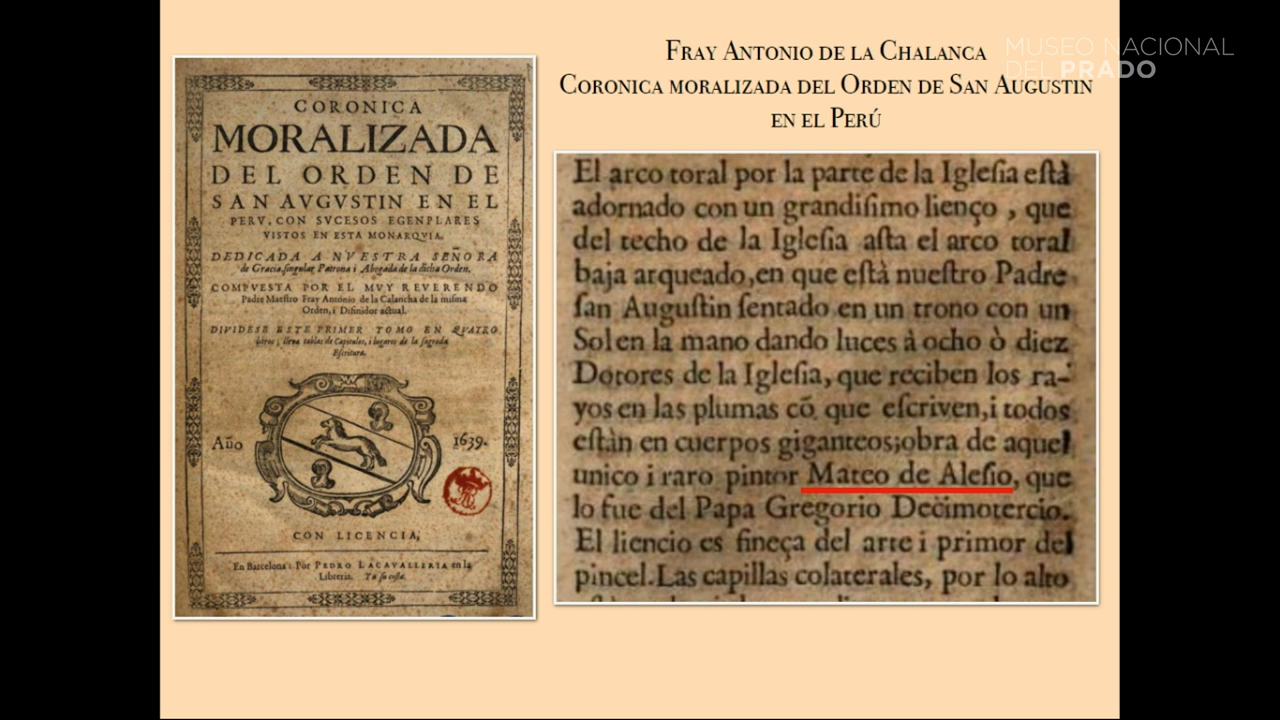 MUSEO NACIONAL
DEL PRADO
FRAY ANTONIO DE LA CHALANCA
CORONICA MORALIZADA DEL ORDEN DE SAN AUGUSTIN
EN EL PERÚ
CORONICA
MORALIZADA
DEL ORDEN DE
SAN AVGVSTIN EN EL
PERV, CON SVCESOS EGENPLARES
VISTOS EN ESTA MONARQVIA.
DEDICADA A NVESTRA SEÑORA
de Gracia, singular Patrona i Abogada de la dicha Orden.
COMPVESTA POR EL MVY REVERENDO
Padre Maestro Fray Antonio de la Calancha de la misma
Orden, i Difinidor actual.
DIVIDESE ESTE PRIMER TOMO EN QVATRO
libros; lleva tablas de Capitulos, i lugares de la sagrada
Escritura.
Año 1639.
CON LICENCIA,
En Barcelona: Por PEDRO LACAVALLERIA en la
Libreria.
El arco toral por la parte de la Iglesia està
adornado con un grandisimo lienço, que
del techo de la Iglesia asta el arco toral
baja arqueado, en que està nuestro Padre
san Augustin sentado en un trono con un
Sol en la mano dando luces à ocho ò diez
Dotores de la Iglesia, que reciben los ra-
yos en las plumas cõ que escriven, i todos
estàn en cuerpos giganteos; obra de aquel
unico i raro pintor Mateo de Alesio, que
lo fue del Papa Gregorio Decimotercio.
El liencio es fineça del arte i primor del
pincel. Las capillas colaterales, por lo alto